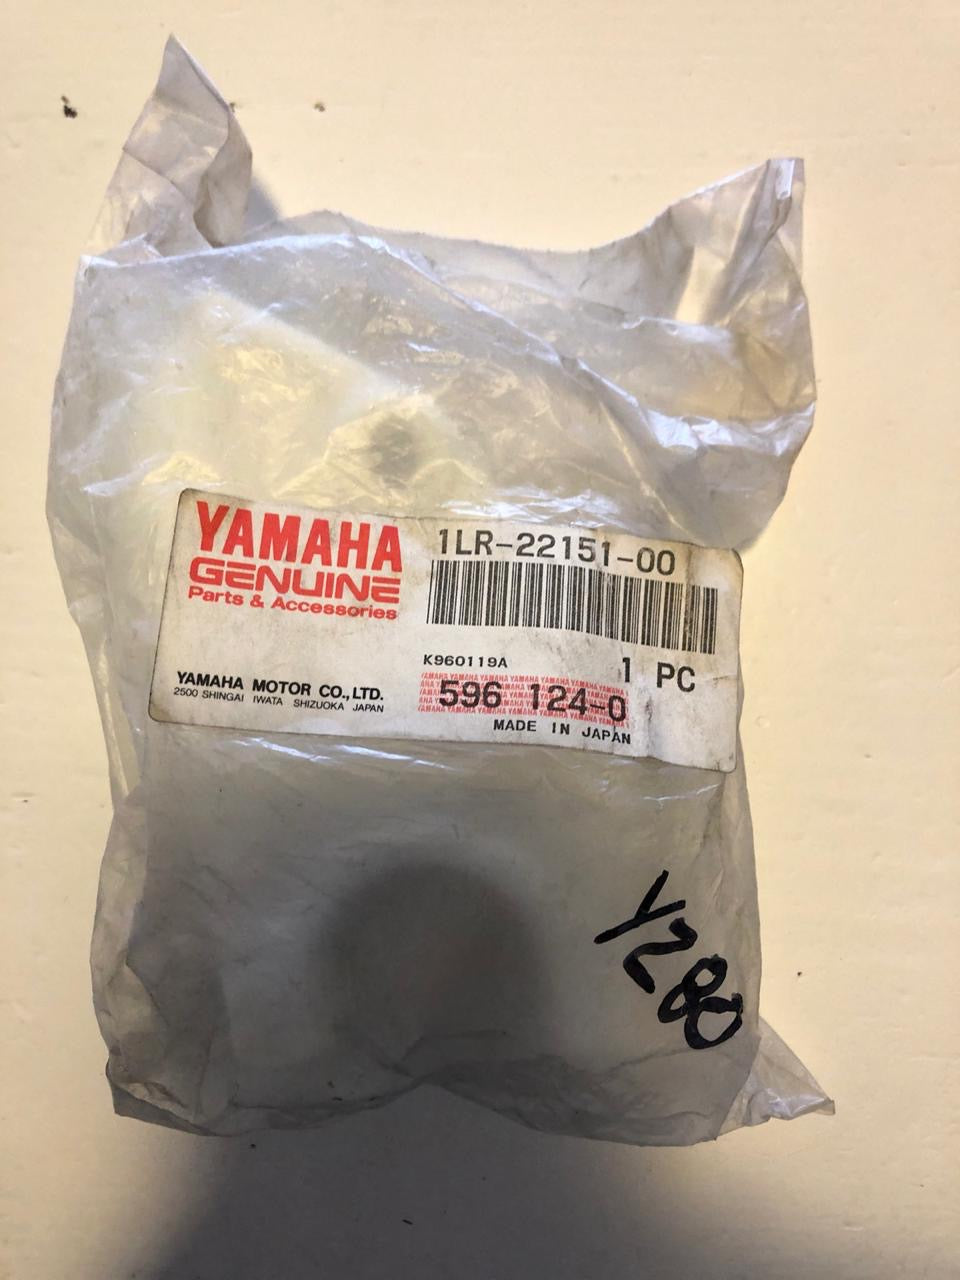 YAMAHA
GENUINE
Parts & Accessories
1LR-22151-00
K960119A
1 PC
YAMAHA MOTOR CO.,LTD.
2500 SHINGAI IWATA SHIZUOKA JAPAN
596 124-0
MADE IN JAPAN
YZ80